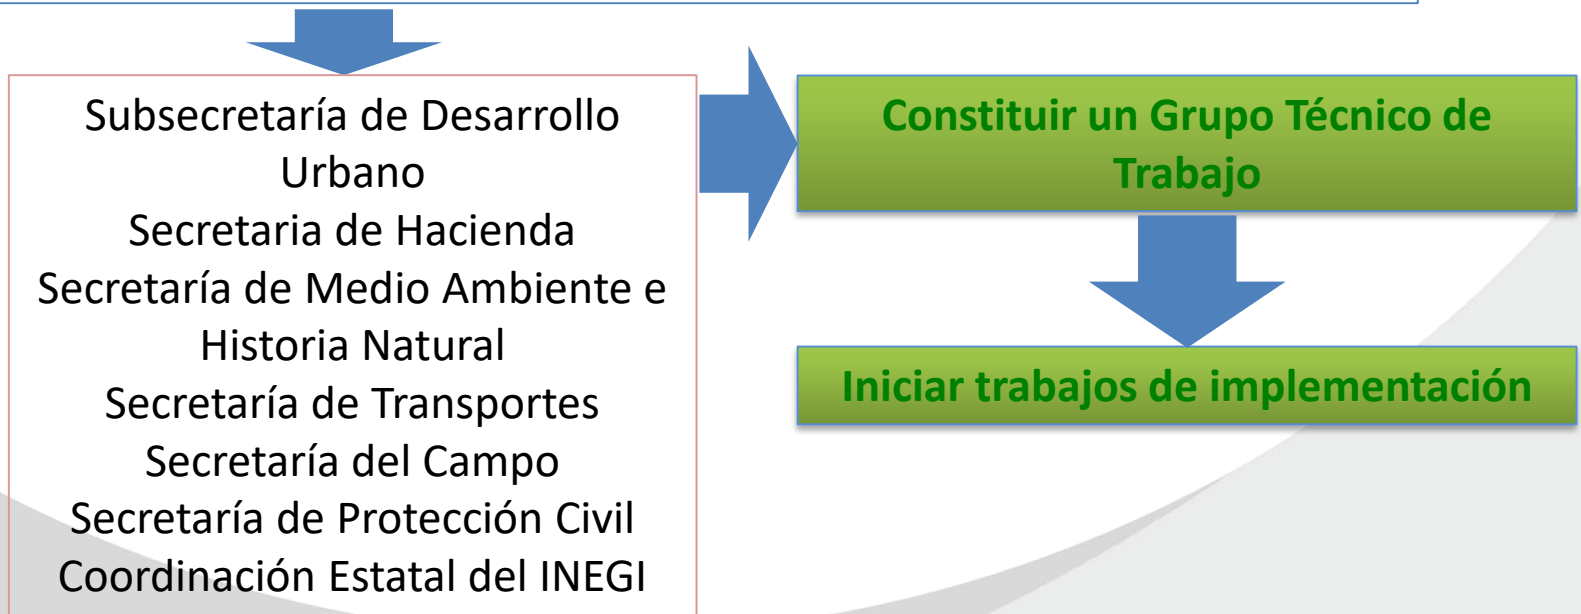 Subsecretaría de Desarrollo
Urbano
Secretaria de Hacienda
Secretaría de Medio Ambiente e
Historia Natural
Secretaría de Transportes
Secretaría del Campo
Secretaría de Protección Civil
Coordinación Estatal del INEGI
Constituir un Grupo Técnico de
Trabajo
Iniciar trabajos de implementación